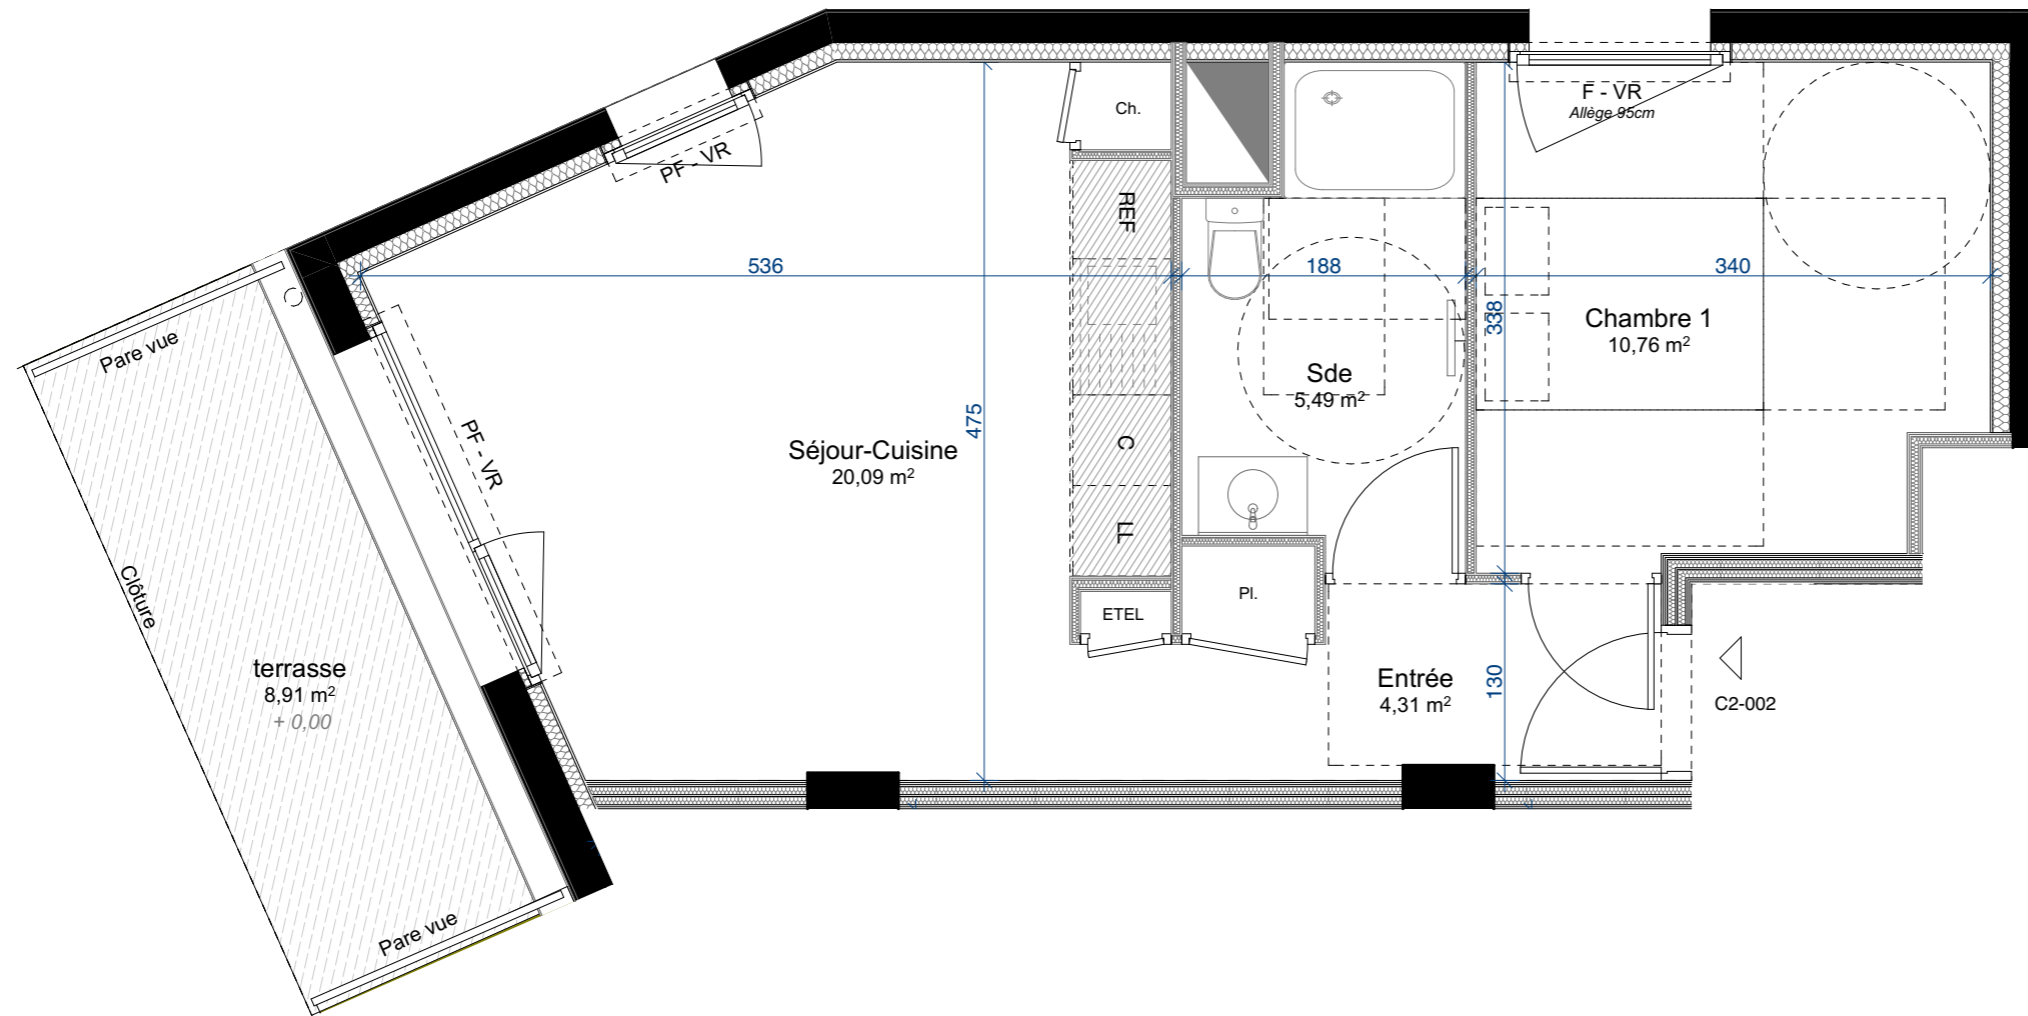 Ch.
F - VR
Allège 95cm
PF - VR
REF
536
188
340
338
Chambre 1
10,76 m²
Pare vue
Sde
5,49 m²
475
PF - VR
C
Séjour-Cuisine
20,09 m²
LL
Clôture
Pl.
ETEL
terrasse
8,91 m²
+ 0,00
Entrée
4,31 m²
130
C2-002
Pare vue